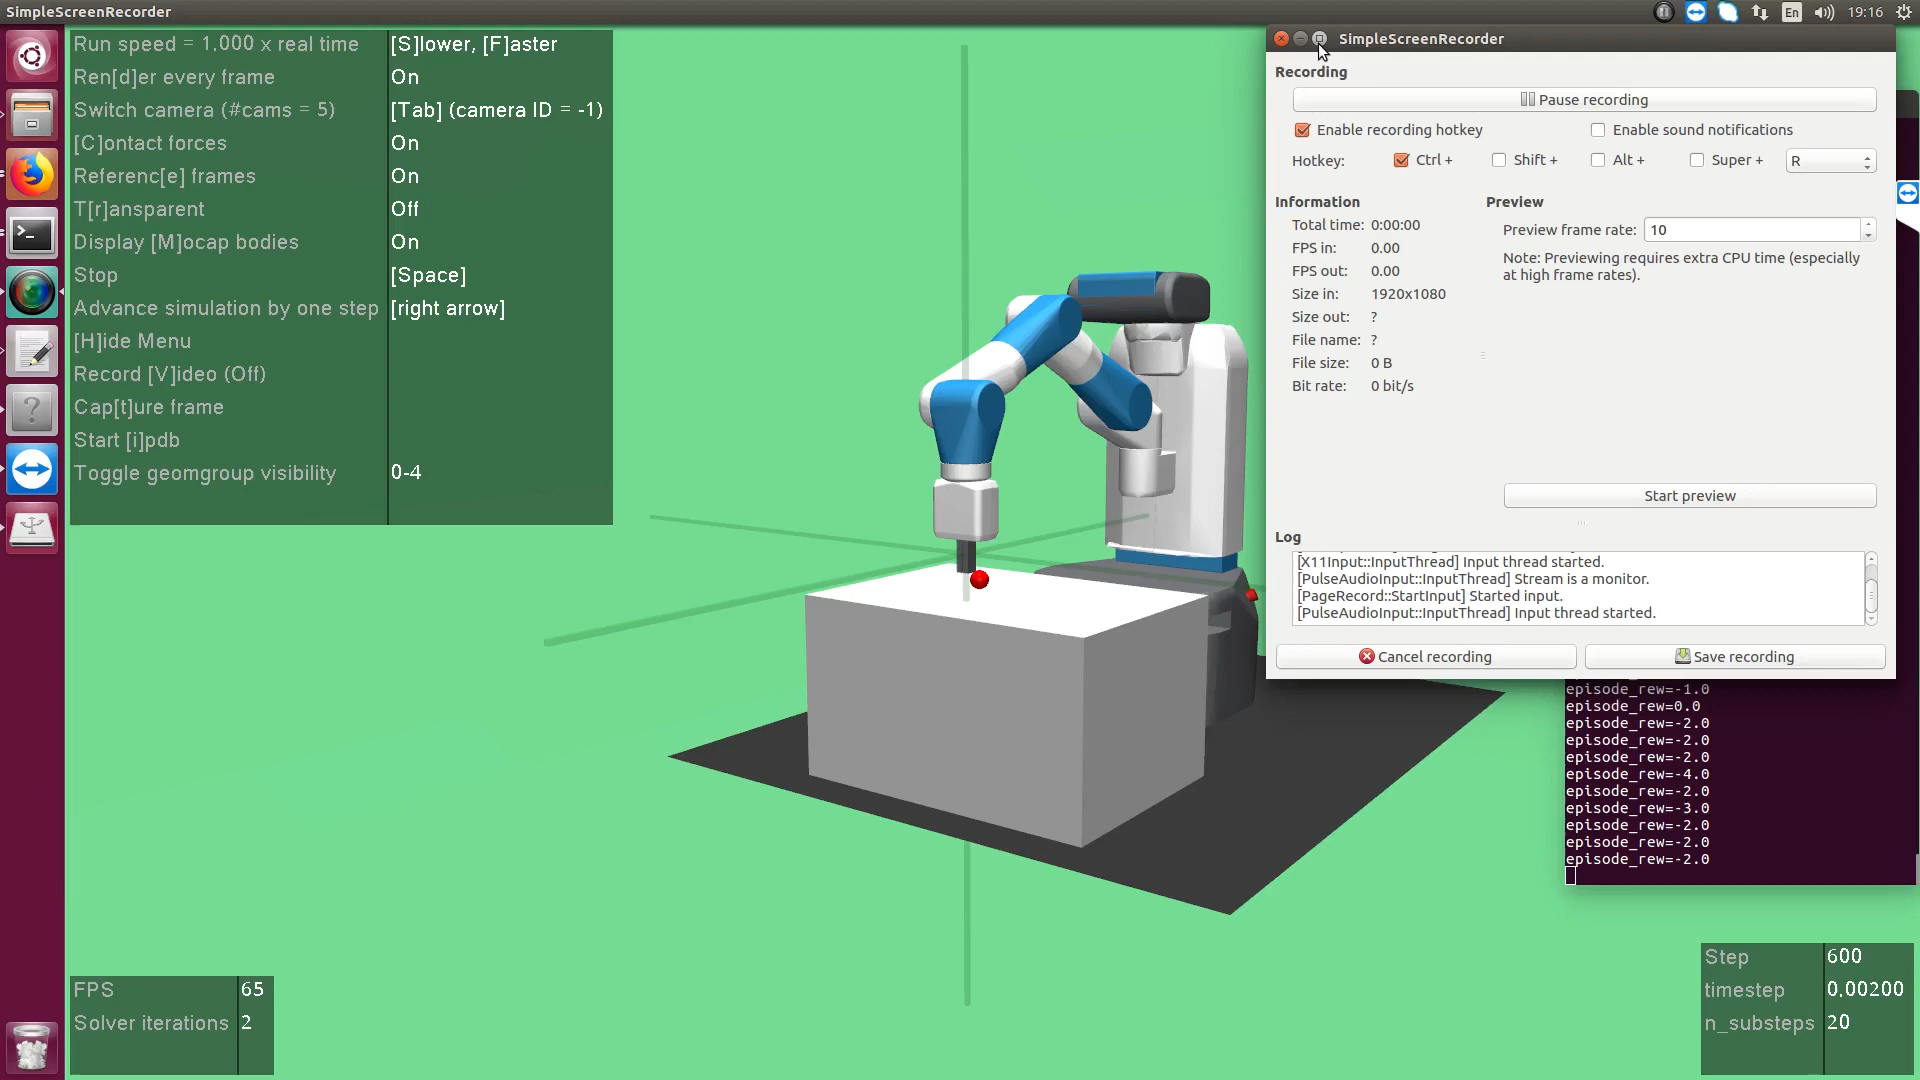 SimpleScreenRecorder
En
19:16
Run speed = 1.000 x real time [S]lower, [F]aster
Ren[d]er every frame On
Switch camera (#cams = 5) [Tab] (camera ID = -1)
[C]ontact forces On
Referenc[e] frames On
T[r]ansparent Off
Display [M]ocap bodies On
Stop [Space]
Advance simulation by one step [right arrow]
[H]ide Menu
Record [V]ideo (Off)
Cap[t]ure frame
Start [i]pdb
Toggle geomgroup visibility 0-4
SimpleScreenRecorder
Recording
Pause recording
Enable recording hotkey Enable sound notifications
Hotkey: Ctrl + Shift + Alt + Super + R
Information
Total time: 0:00:00
FPS in: 0.00
FPS out: 0.00
Size in: 1920x1080
Size out: ?
File name: ?
File size: 0 B
Bit rate: 0 bit/s
Preview
Preview frame rate: 10
Note: Previewing requires extra CPU time (especially
at high frame rates).
Start preview
Log
[X11Input::InputThread] Input thread started.
[PulseAudioInput::InputThread] Stream is a monitor.
[PageRecord::StartInput] Started input.
[PulseAudioInput::InputThread] Input thread started.
Cancel recording Save recording
episode_rew=-1.0
episode_rew=0.0
episode_rew=-2.0
episode_rew=-2.0
episode_rew=-2.0
episode_rew=-4.0
episode_rew=-2.0
episode_rew=-3.0
episode_rew=-2.0
episode_rew=-2.0
episode_rew=-2.0
FPS 65
Solver iterations 2
Step 600
timestep 0.00200
n_substeps 20